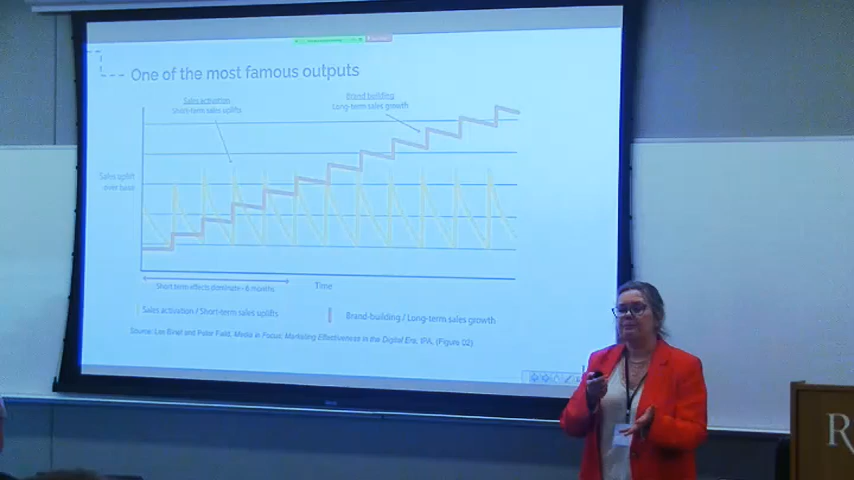 One of the most famous outputs
Sales activation
Short-term sales uplifts
Brand building
Long-term sales growth
Sales uplift
over base
Short term effects dominate - 6 months
Time
Sales activation / Short-term sales uplifts
Brand-building / Long-term sales growth
Source: Les Binet and Peter Field, Media in Focus: Marketing Effectiveness in the Digital Era, IPA, (Figure 02)
R